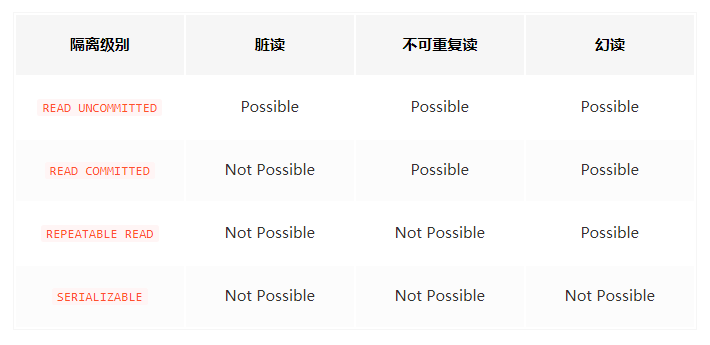 隔离级别 脏读 不可重复读 幻读
READ UNCOMMITTED Possible Possible Possible
READ COMMITTED Not Possible Possible Possible
REPEATABLE READ Not Possible Not Possible Possible
SERIALIZABLE Not Possible Not Possible Not Possible